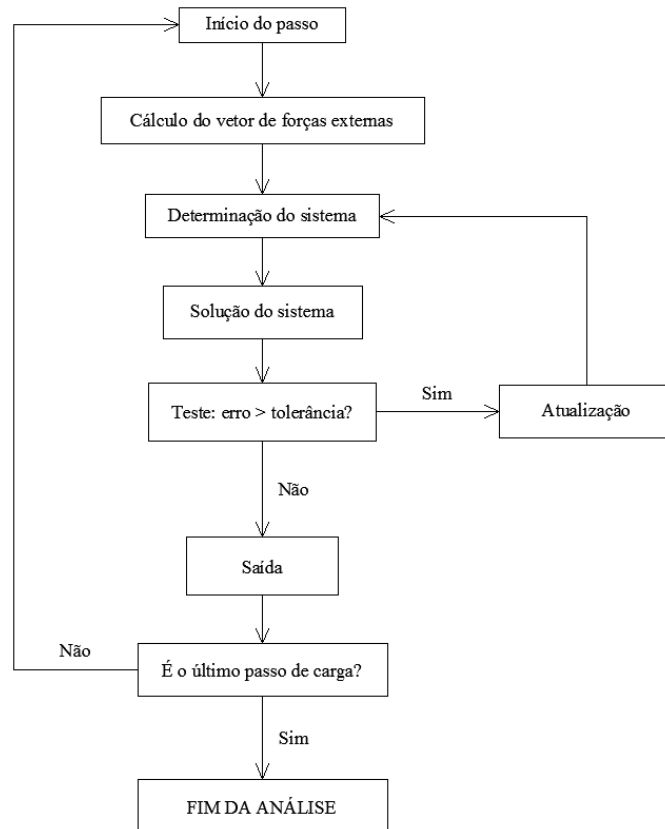 Início do passo
Cálculo do vetor de forças externas
Determinação do sistema
Solução do sistema
Teste: erro > tolerância?
Sim
Atualização
Não
Saída
Não
É o último passo de carga?
Sim
FIM DA ANÁLISE